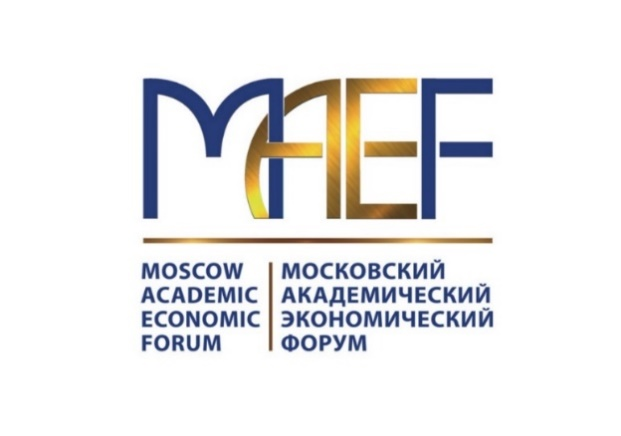 MAEF
MOSCOW
ACADEMIC
ECONOMIC
FORUM
МОСКОВСКИЙ
АКАДЕМИЧЕСКИЙ
ЭКОНОМИЧЕСКИЙ
ФОРУМ